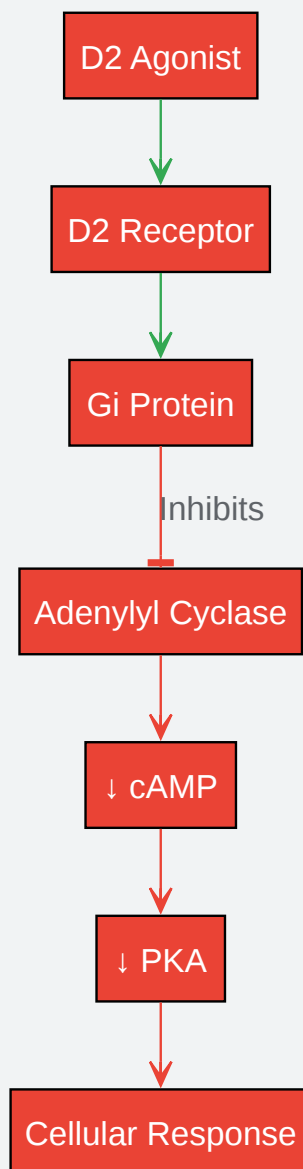 D2 Agonist
D2 Receptor
Gi Protein
Inhibits
Adenylyl Cyclase
↓ cAMP
↓ PKA
Cellular Response